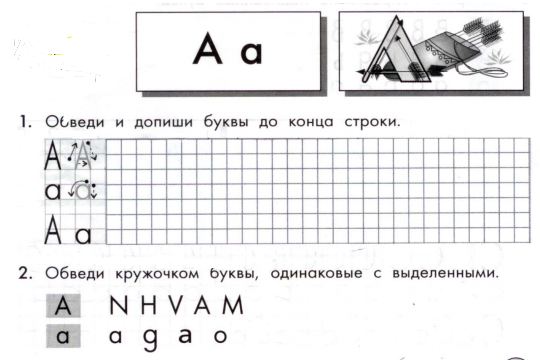 А а
1. Обведи и допиши буквы до конца строки.
А А
а а
А а
2. Обведи кружочком буквы, одинаковые с выделенными.
А N H V A M
а а g а о